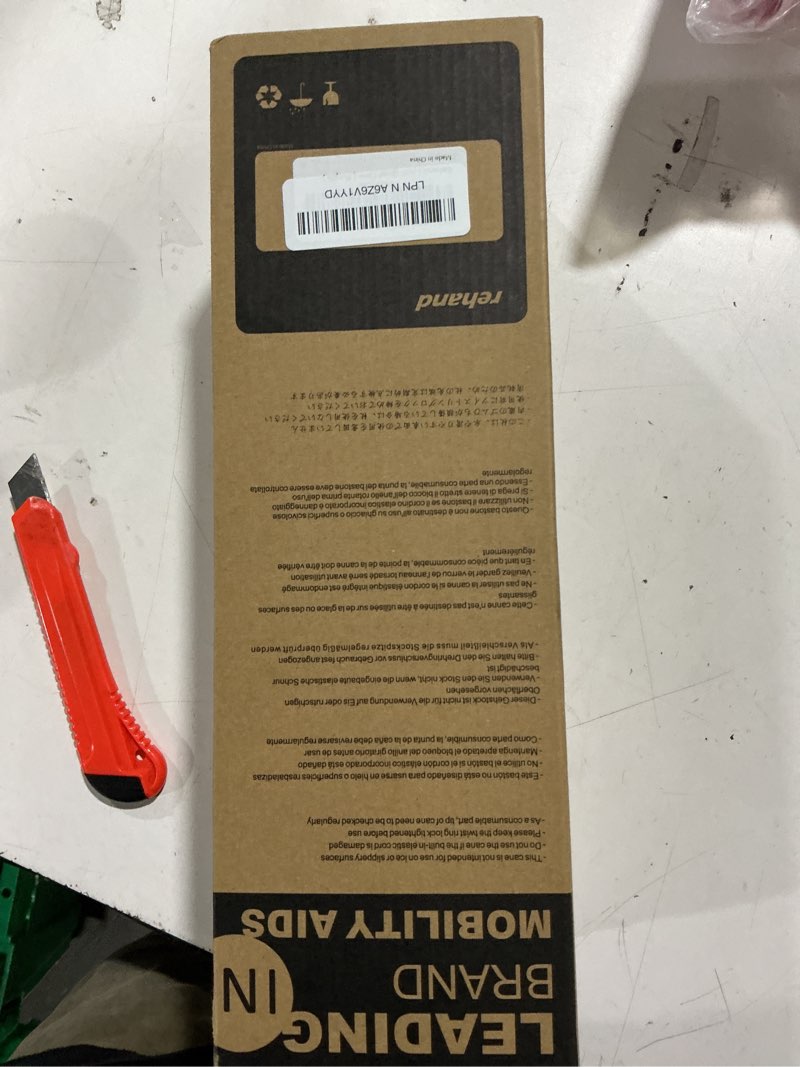 LEADING
BRAND IN
MOBILITY AIDS
-This cane is not intended for use on ice or slippery surfaces
-Do not use the cane if the built-in elastic cord is damaged
-Please keep the twist ring lock tightened before use
-As a consumable part, tip of cane need to be checked regularly
-Este bastón no está diseñado para usarse en hielo o superficies resbaladizas
-No utilice el bastón si el cordón elástico incorporado está dañado
-Mantenga apretado el bloqueo del anillo giratorio antes de usar
-Como parte consumible, la punta de la caña debe revisarse regularmente
-Dieser Gehstock ist nicht für die Verwendung auf Eis oder rutschigen
Oberflächen vorgesehen
-Verwenden Sie den Stock nicht, wenn die eingebaute elastische Schnur
beschästigt ist
-Bitte halten Sie den Drehringverschluss vor Gebrauch fest angezogen
-Als Verschleißteil muss die Stockspitze regelmäßig überprüft werden
-Cette canne n'est pas destinée à être utilisée sur de la glace ou des surfaces
glissantes
-Ne pas utiliser la canne si le cordon élastique intégré est endommagé
-Veuillez garder le verrou de l'anneau torsadé serré avant utilisation
-En tant que pièce consommable, la pointe de la canne doit être vérifiée
régulièrement
-Questo bastone non è destinato all'uso su ghiaccio o superfici scivolose
-Non utilizzare il bastone se il cordino elastico incorporato è danneggiato
-Si prega di tenere stretto il blocco dell'anello rotante prima dell'uso
-Essendo una parte consumabile, la punta del bastone deve essere controllata
regolarmente
rehand
LPN N A6Z6V1YYD
Made in China
Made in China